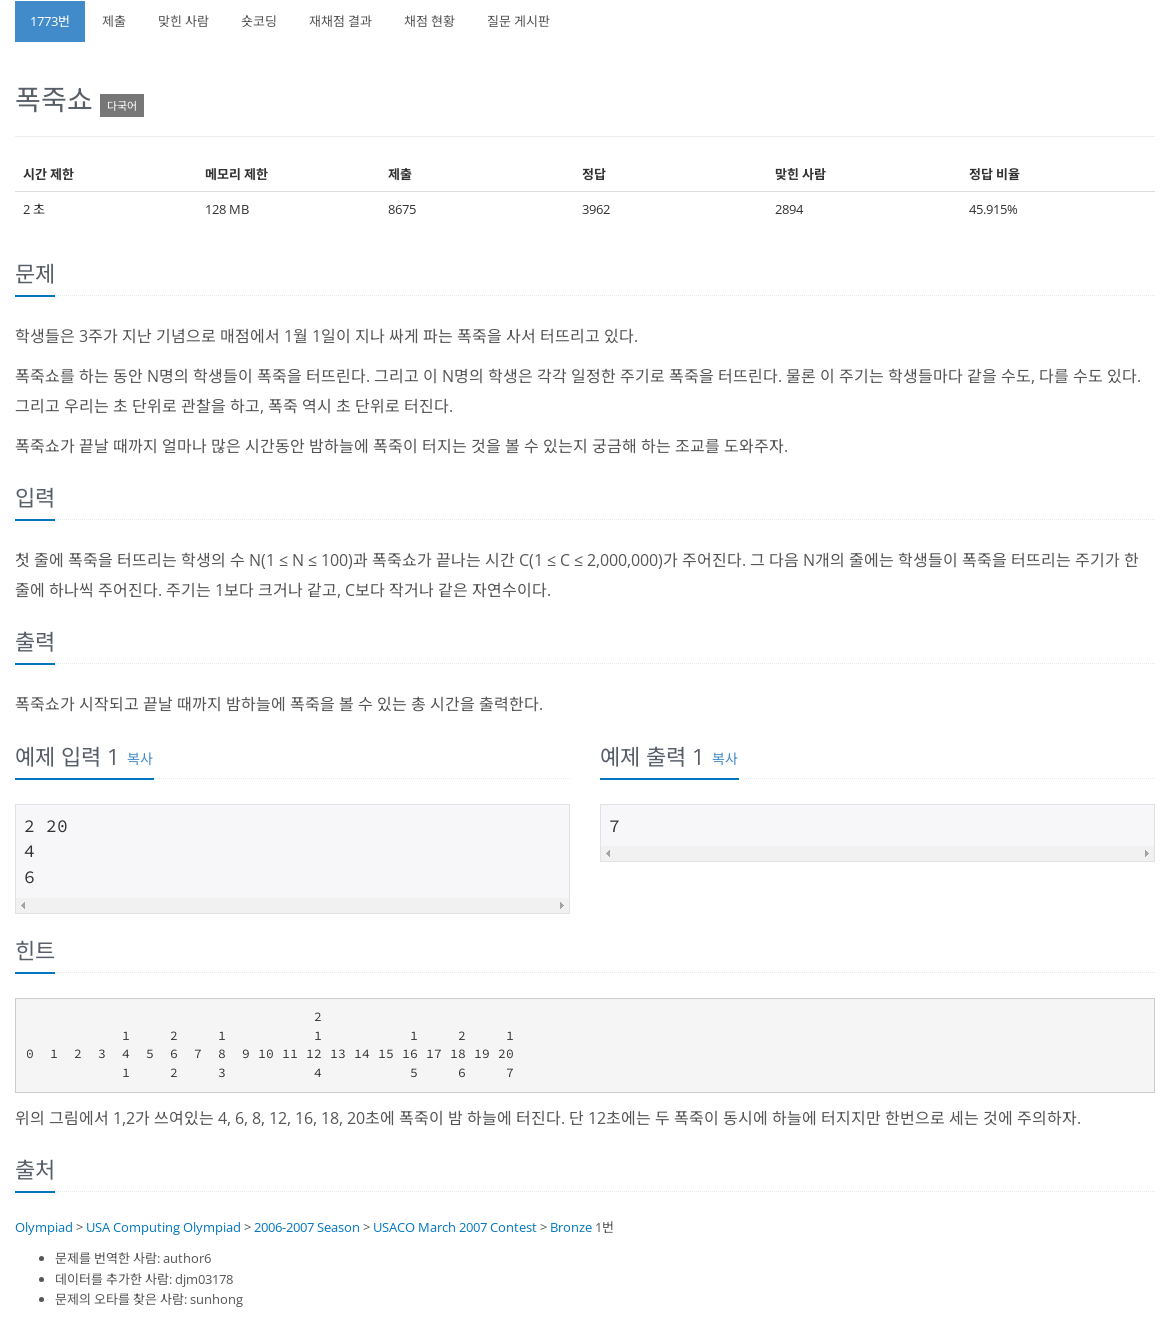 1773번 제출 맞힌 사람 숏코딩 재채점 결과 채점 현황 질문 게시판
폭죽쇼 다국어
시간 제한 메모리 제한 제출 정답 맞힌 사람 정답 비율
2 초 128 MB 8675 3962 2894 45.915%
문제
학생들은 3주가 지난 기념으로 매점에서 1월 1일이 지나 싸게 파는 폭죽을 사서 터뜨리고 있다.
폭죽쇼를 하는 동안 N명의 학생들이 폭죽을 터뜨린다. 그리고 이 N명의 학생은 각각 일정한 주기로 폭죽을 터뜨린다. 물론 이 주기는 학생들마다 같을 수도, 다를 수도 있다.
그리고 우리는 초 단위로 관찰을 하고, 폭죽 역시 초 단위로 터진다.
폭죽쇼가 끝날 때까지 얼마나 많은 시간동안 밤하늘에 폭죽이 터지는 것을 볼 수 있는지 궁금해 하는 조교를 도와주자.
입력
첫 줄에 폭죽을 터뜨리는 학생의 수 N(1 ≤ N ≤ 100)과 폭죽쇼가 끝나는 시간 C(1 ≤ C ≤ 2,000,000)가 주어진다. 그 다음 N개의 줄에는 학생들이 폭죽을 터뜨리는 주기가 한
줄에 하나씩 주어진다. 주기는 1보다 크거나 같고, C보다 작거나 같은 자연수이다.
출력
폭죽쇼가 시작되고 끝날 때까지 밤하늘에 폭죽을 볼 수 있는 총 시간을 출력한다.
예제 입력 1 복사
2 20
4
6
예제 출력 1 복사
7
힌트
2
1 2 1 1 1 2 1
0 1 2 3 4 5 6 7 8 9 10 11 12 13 14 15 16 17 18 19 20
1 2 3 4 5 6 7
위의 그림에서 1,2가 쓰여있는 4, 6, 8, 12, 16, 18, 20초에 폭죽이 밤 하늘에 터진다. 단 12초에는 두 폭죽이 동시에 하늘에 터지지만 한번으로 세는 것에 주의하자.
출처
Olympiad > USA Computing Olympiad > 2006-2007 Season > USACO March 2007 Contest > Bronze 1번
• 문제를 번역한 사람: author6
• 데이터를 추가한 사람: djm03178
• 문제의 오타를 찾은 사람: sunhong